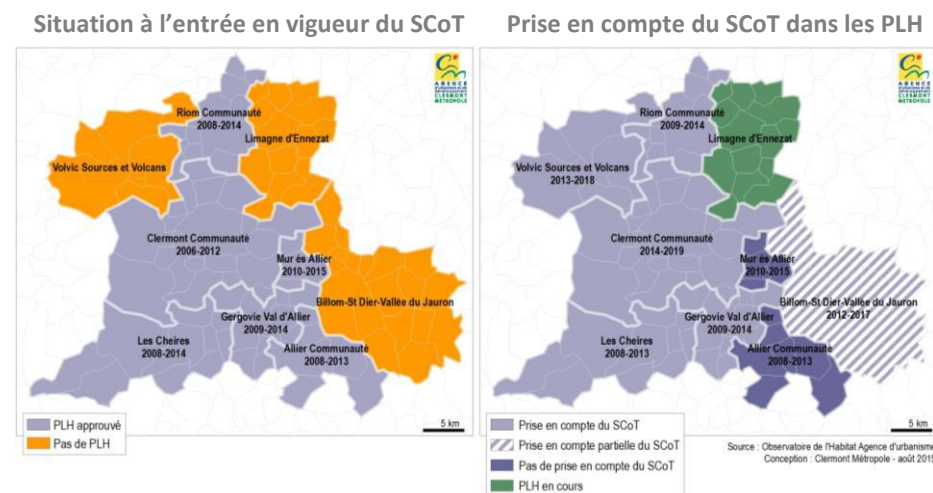 Situation à l'entrée en vigueur du SCoT
Riom Communauté
2008-2014
Limagne d'Ennezat
Volvic Sources et Volcans
Clermont Communauté
2006-2012
Mur ès Allier
2010-2015
Billom-St Dier-Vallée du Jauron
Gergovie Val d'Allier
2009-2014
Les Cheires
2008-2014
Allier Communauté
2008-2013
PLH approuvé
Pas de PLH
5 km
AGENCE
CLERMONT
METROPOLE
Prise en compte du SCoT dans les PLH
Riom Communauté
2009-2014
Limagne d'Ennezat
Volvic Sources et Volcans
2013-2018
Clermont Communauté
2014-2019
Mur ès Allier
2010-2015
Billom-St Dier-Vallée du Jauron
2012-2017
Gergovie Val d'Allier
2009-2014
Les Cheires
2008-2013
Allier Communauté
2008-2013
Prise en compte du SCoT
Prise en compte partielle du SCoT
Pas de prise en compte du SCoT
PLH en cours
5 km
AGENCE
CLERMONT
METROPOLE
Source : Observatoire de l'Habitat Agence d'urbanisme
Conception : Clermont Métropole - août 2015